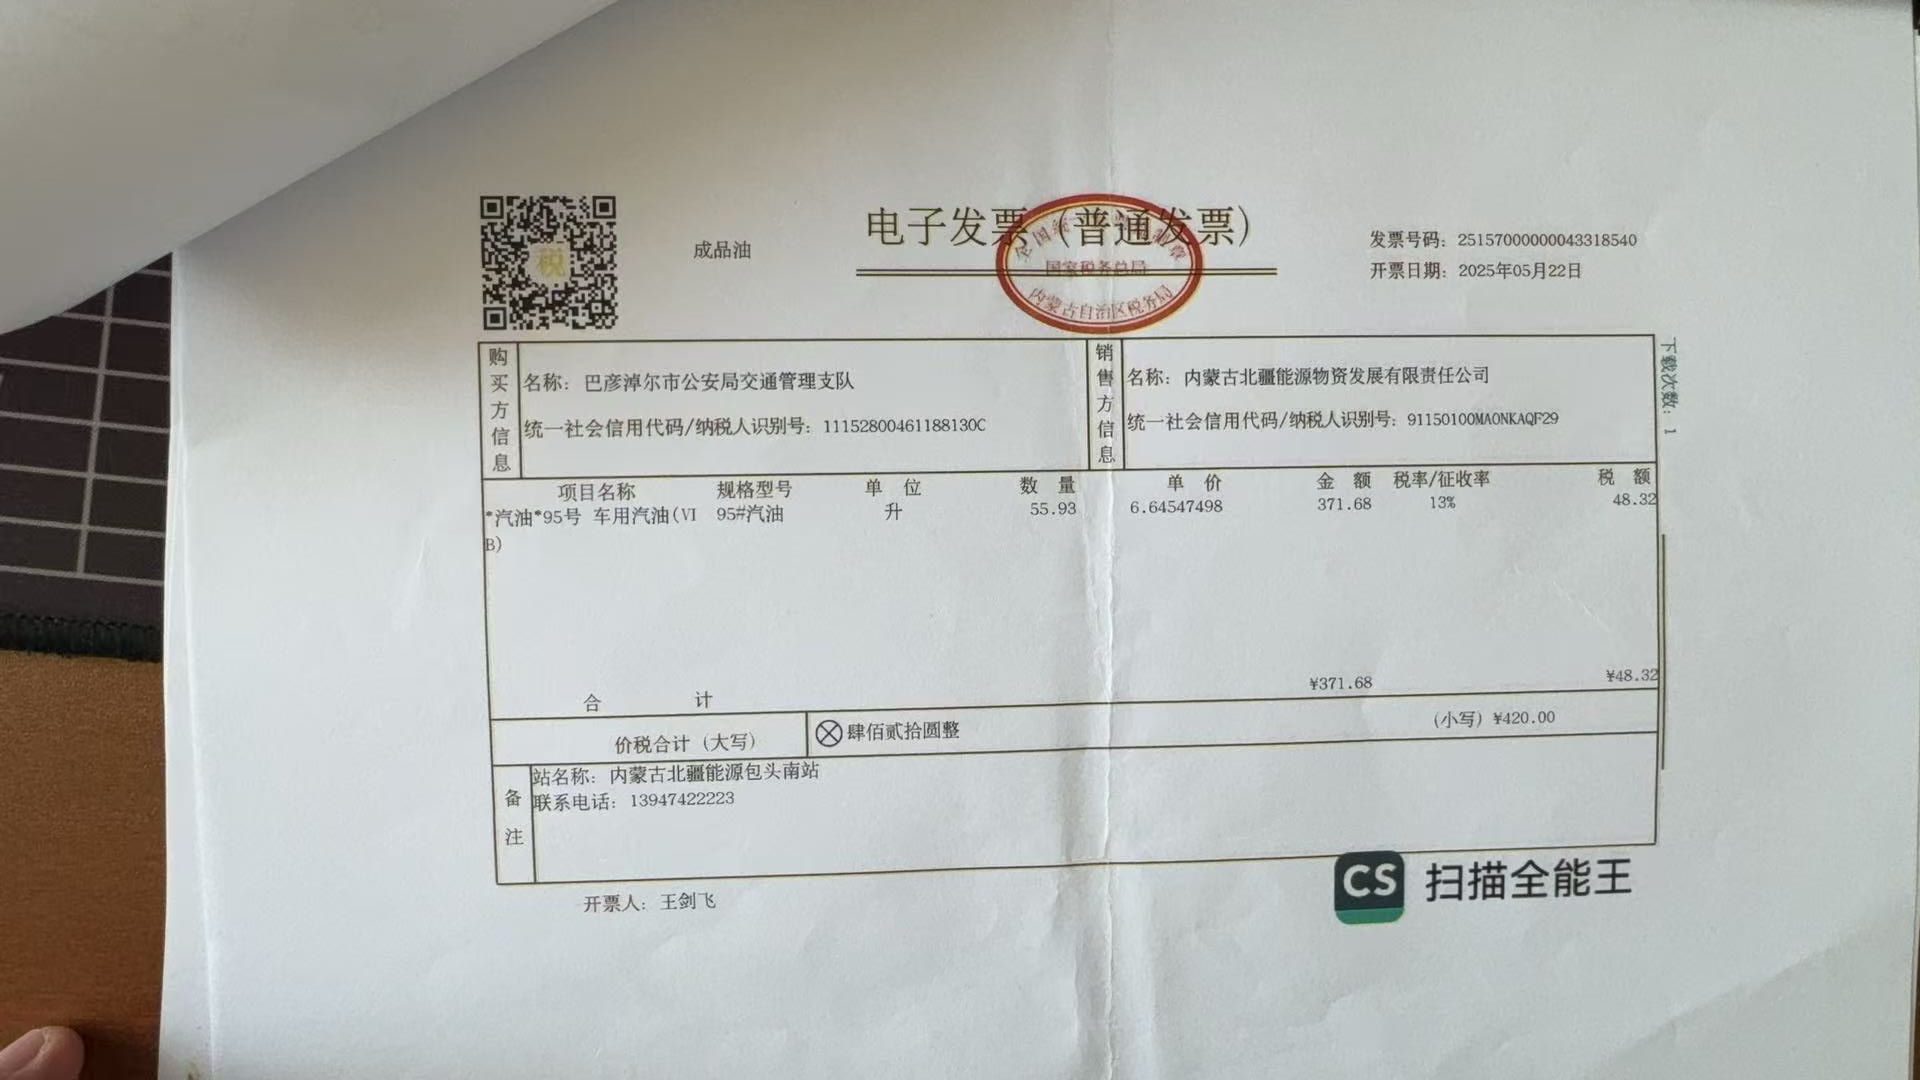 成品油
电子发票（普通发票）
国家税务总局
内蒙古自治区税务局
税
发票号码：25157000000043318540
开票日期：2025年05月22日
下载次数：1
购买方信息
名称：巴彦淖尔市公安局交通管理支队
统一社会信用代码/纳税人识别号：11152800461188130C
销售方信息
名称：内蒙古北疆能源物资发展有限责任公司
统一社会信用代码/纳税人识别号：91150100MA0NKAQF29
项目名称 规格型号 单 位 数 量 单 价 金 额 税率/征收率 税 额
*汽油*95号 车用汽油(VI 95#汽油 升 55.93 6.64547498 371.68 13% 48.32
B)
合 计 ¥371.68 ¥48.32
价税合计（大写） 肆佰贰拾圆整 （小写）¥420.00
备注
站名称：内蒙古北疆能源包头南站
联系电话：13947422223
开票人：王剑飞
CS 扫描全能王